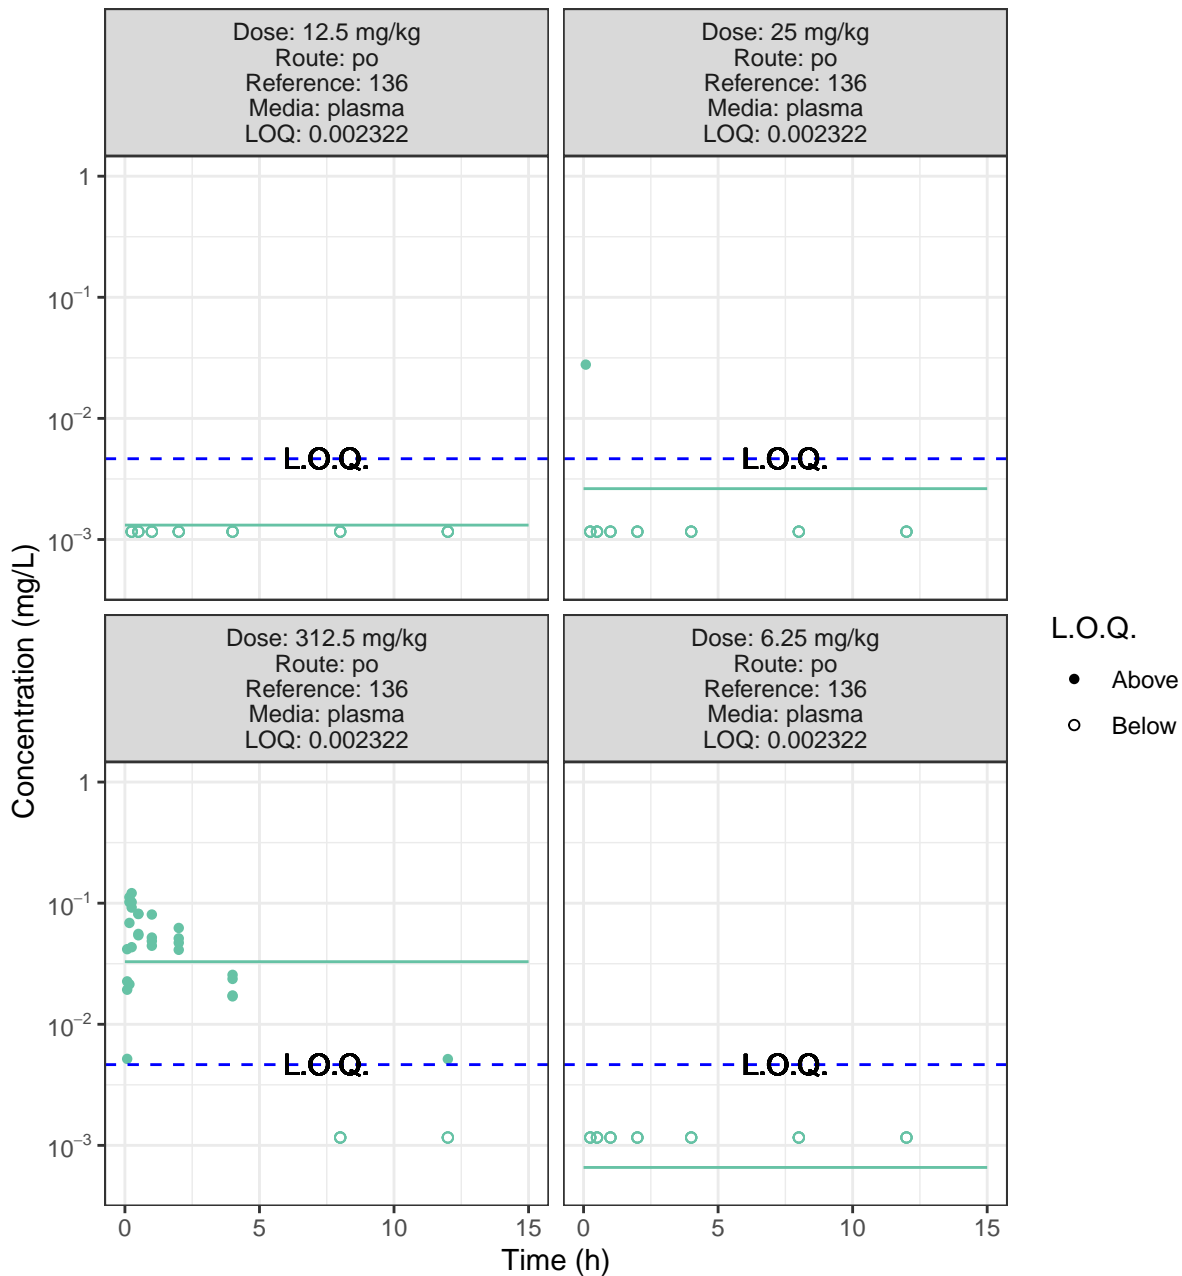 Dose: 12.5 mg/kg
Route: po
Reference: 136
Media: plasma
LOQ: 0.002322
Dose: 25 mg/kg
Route: po
Reference: 136
Media: plasma
LOQ: 0.002322
1
10⁻¹
10⁻²
10⁻³
L.O.Q.
L.O.Q.
Dose: 312.5 mg/kg
Route: po
Reference: 136
Media: plasma
LOQ: 0.002322
Dose: 6.25 mg/kg
Route: po
Reference: 136
Media: plasma
LOQ: 0.002322
1
10⁻¹
10⁻²
10⁻³
L.O.Q.
L.O.Q.
0 5 10 15
0 5 10 15
Time (h)
Concentration (mg/L)
L.O.Q.
Above
Below